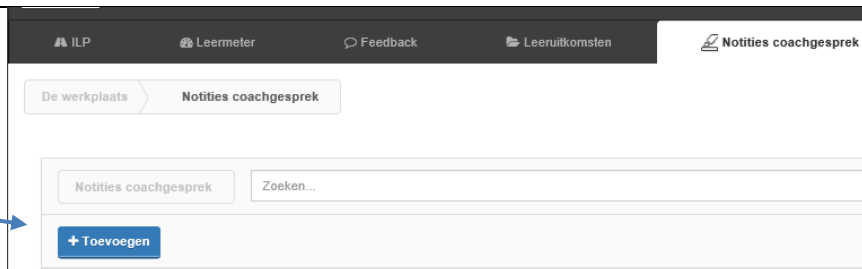 ILP Leermeter Feedback Leeruitkomsten Notities coachgesprek
De werkplaats Notities coachgesprek
Notities coachgesprek Zoeken...
+ Toevoegen